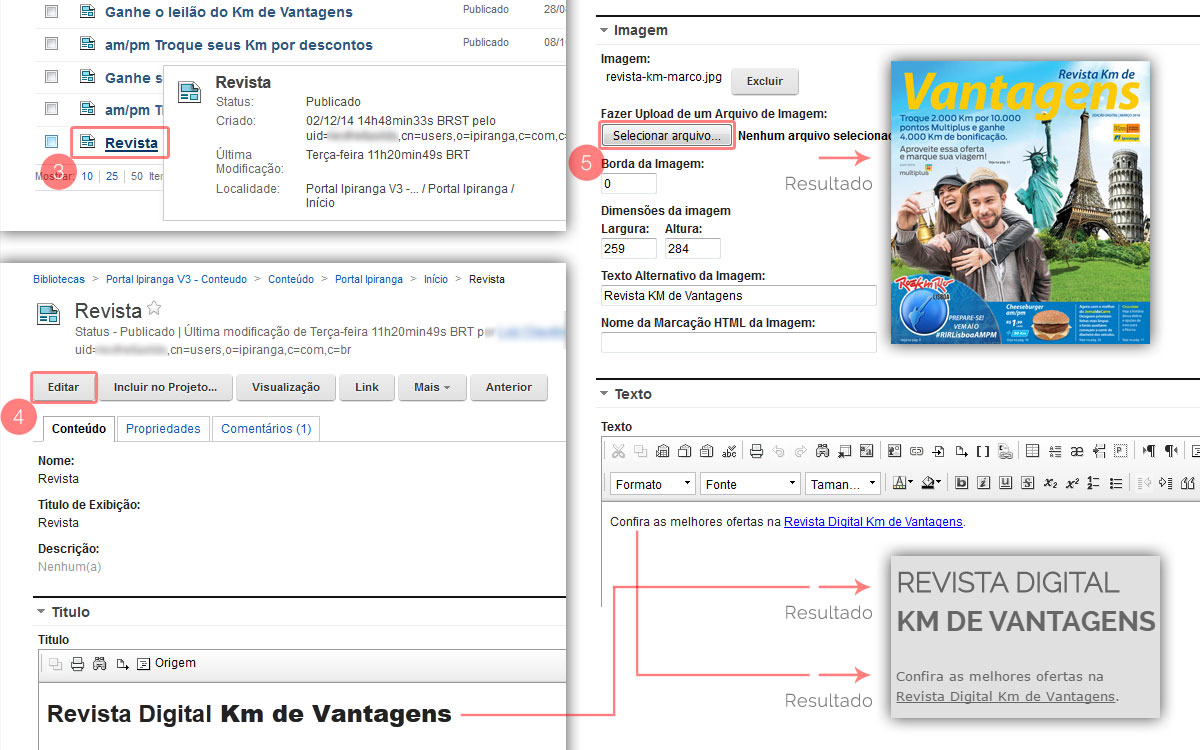 Ganhe o leilão do Km de Vantagens
Publicado
28/0
am/pm Troque seus Km por descontos
Publicado
08/1
Ganhe s
am/pm T
Revista
3
Mostrar: 10 | 25 | 50 Iter
Revista
Status: Publicado
Criado: 02/12/14 14h48min33s BRST pelo
uid= ,cn=users,o=ipiranga,c=com,c=
Última Modificação: Terça-feira 11h20min49s BRT
Localidade: Portal Ipiranga V3 -... / Portal Ipiranga /
Início
Bibliotecas > Portal Ipiranga V3 - Conteudo > Conteúdo > Portal Ipiranga > Início > Revista
Revista
Status - Publicado | Última modificação de Terça-feira 11h20min49s BRT por
uid= ,cn=users,o=ipiranga,c=com,c=br
Editar
Incluir no Projeto...
Visualização
Link
Mais
Anterior
4
Conteúdo
Propriedades
Comentários (1)
Nome:
Revista
Título de Exibição:
Revista
Descrição:
Nenhum(a)
Titulo
Titulo
Origem
Revista Digital Km de Vantagens
Imagem
Imagem:
revista-km-marco.jpg
Excluir
Fazer Upload de um Arquivo de Imagem:
Selecionar arquivo...
Nenhum arquivo selecionad
5
Borda da Imagem:
0
Resultado
Dimensões da imagem
Largura: Altura:
259 284
Texto Alternativo da Imagem:
Revista KM de Vantagens
Nome da Marcação HTML da Imagem:
Revista Km de
Vantagens
Troque 2.000 Km por 10.000
pontos Multiplus e ganhe
4.000 Km de bonificação.
Aproveite essa oferta
e marque sua viagem!
multiplus
Rock in Rio
LISBOA
PREPARE-SE!
VEM AÍ O
#RIRLisboaAMPM
Cheeseburguer
am/pm
Texto
Texto
Formato
Fonte
Taman...
Confira as melhores ofertas na Revista Digital Km de Vantagens.
Resultado
REVISTA DIGITAL
KM DE VANTAGENS
Resultado
Confira as melhores ofertas na
Revista Digital Km de Vantagens.